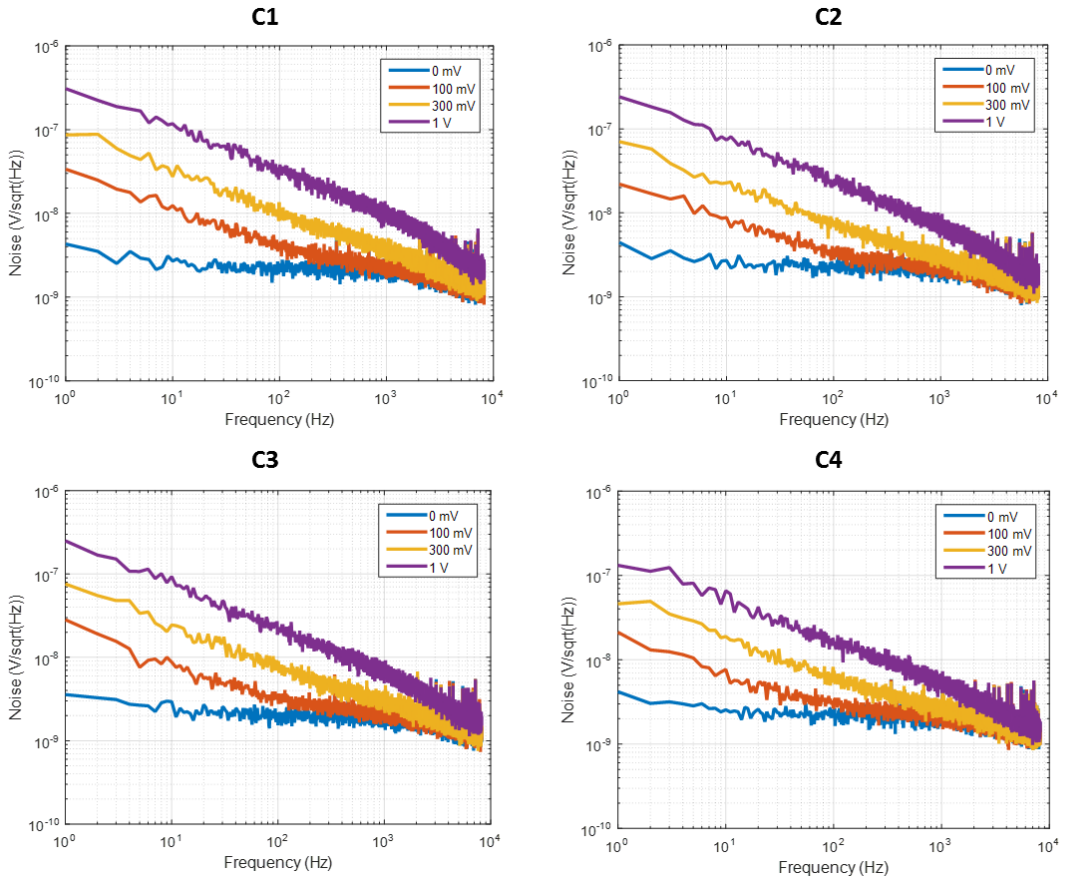 C1
10^-6
10^-7
10^-8
10^-9
10^-10
Noise (V/sqrt(Hz))
0 mV
100 mV
300 mV
1 V
10^0
10^1
10^2
10^3
10^4
Frequency (Hz)
C2
10^-6
10^-7
10^-8
10^-9
10^-10
Noise (V/sqrt(Hz))
0 mV
100 mV
300 mV
1 V
10^0
10^1
10^2
10^3
10^4
Frequency (Hz)
C3
10^-6
10^-7
10^-8
10^-9
10^-10
Noise (V/sqrt(Hz))
0 mV
100 mV
300 mV
1 V
10^0
10^1
10^2
10^3
10^4
Frequency (Hz)
C4
10^-6
10^-7
10^-8
10^-9
10^-10
Noise (V/sqrt(Hz))
0 mV
100 mV
300 mV
1 V
10^0
10^1
10^2
10^3
10^4
Frequency (Hz)